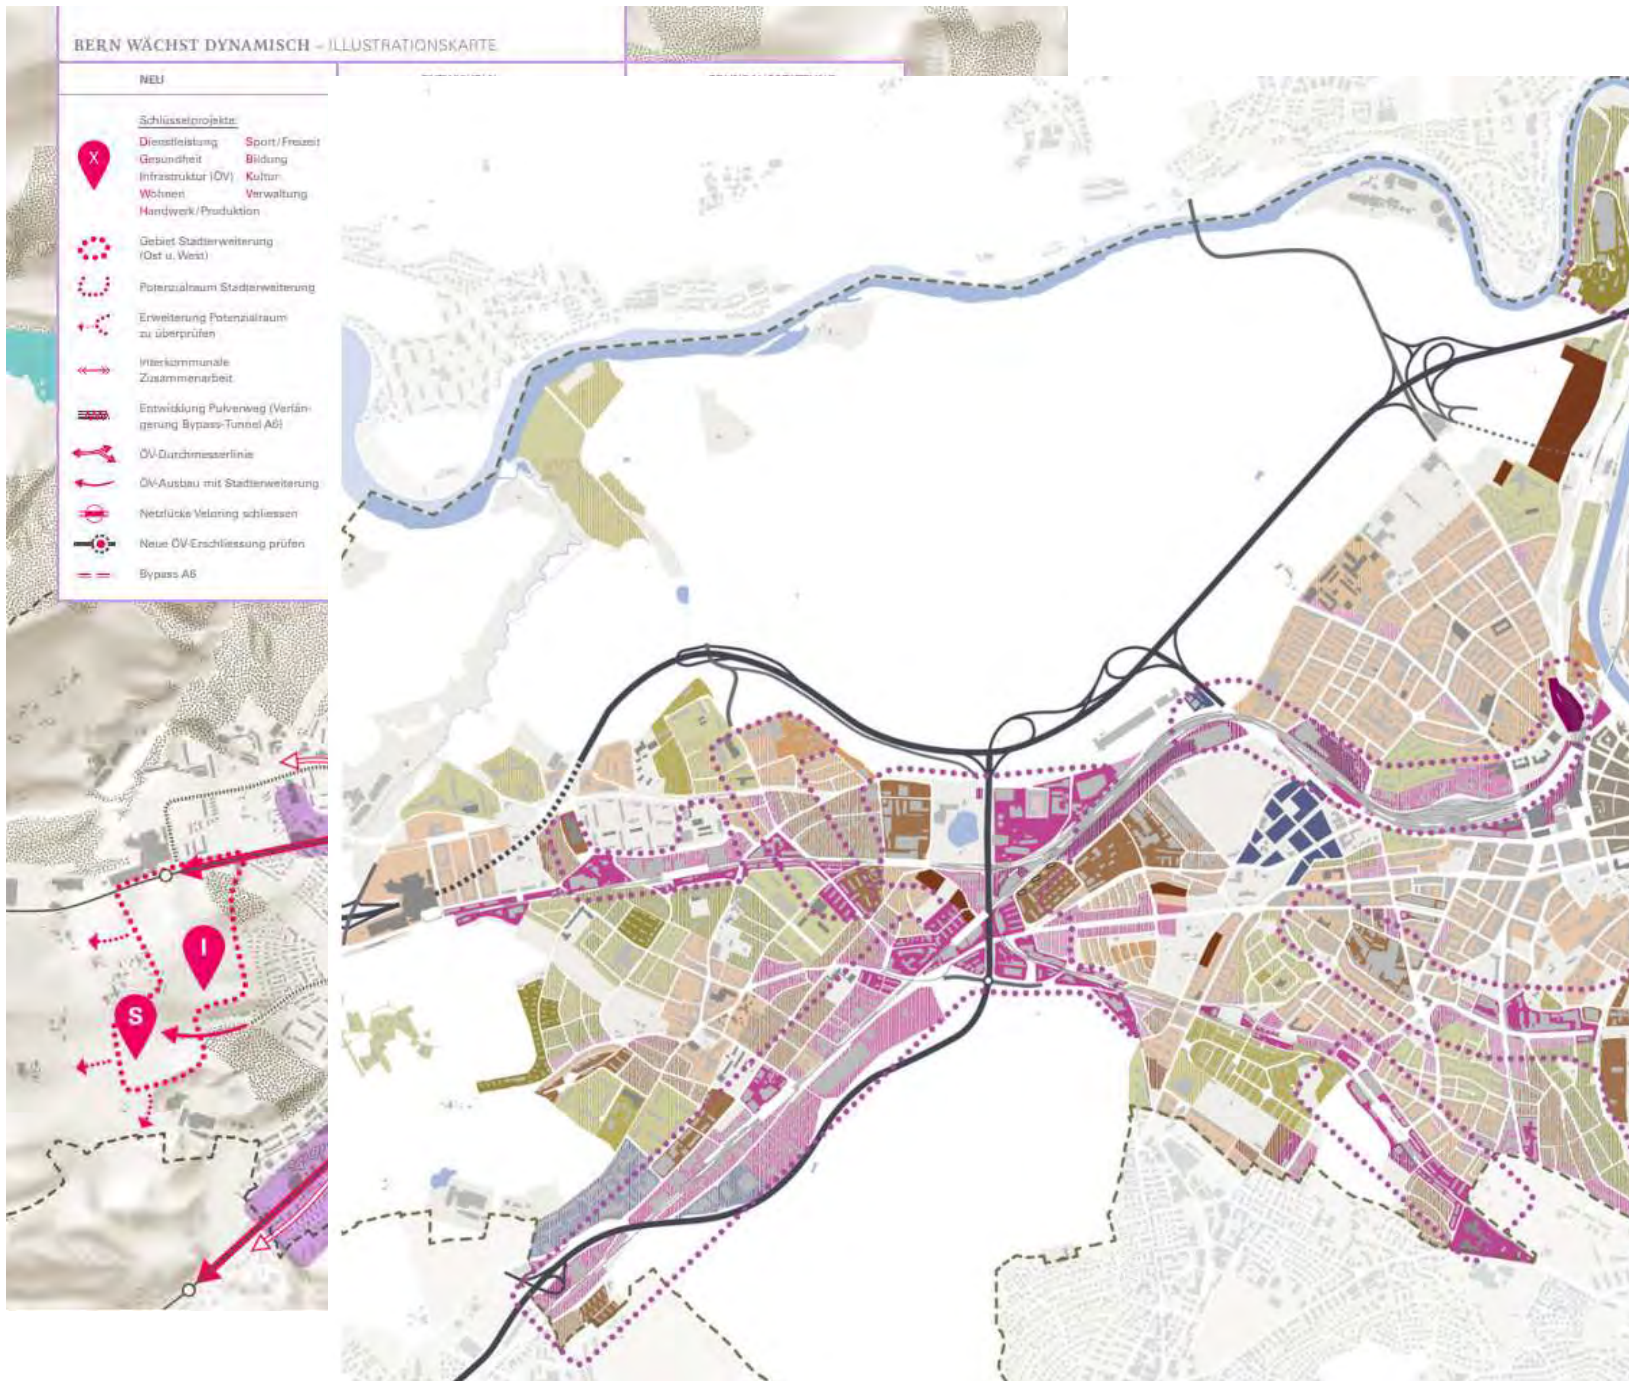 BERN WÄCHST DYNAMISCH – ILLUSTRATIONSKARTE
NEU
Schlüsselprojekte:
X
Dienstleistung Sport/Freizeit
Gesundheit Bildung
Infrastruktur (ÖV) Kultur
Wohnen Verwaltung
Handwerk/Produktion
Gebiet Stadterweiterung
(Ost u. West)
Potenzialraum Stadterweiterung
Erweiterung Potenzialraum
zu überprüfen
Interkommunale
Zusammenarbeit
Entwicklung Pulverweg (Verlän-
gerung Bypass-Tunnel A6)
ÖV-Durchmesserlinie
ÖV-Ausbau mit Stadterweiterung
Netzlücke Veloring schliessen
Neue ÖV-Erschliessung prüfen
Bypass A6
I
S